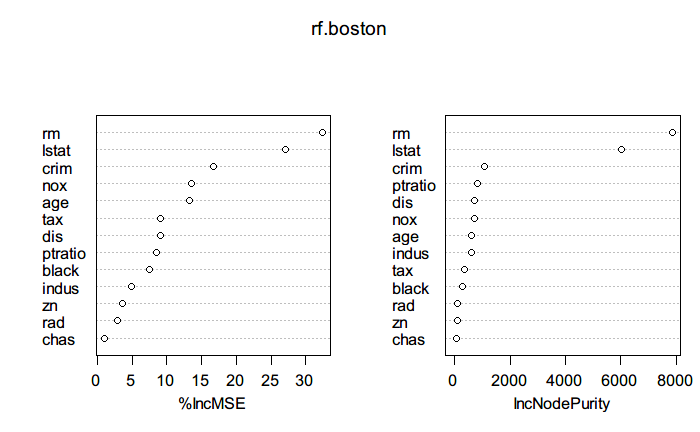 rf.boston
rm
lstat
crim
nox
age
tax
dis
ptratio
black
indus
zn
rad
chas
0 5 10 15 20 25 30
%IncMSE
rm
lstat
crim
ptratio
dis
nox
age
indus
tax
black
rad
zn
chas
0 2000 4000 6000 8000
IncNodePurity